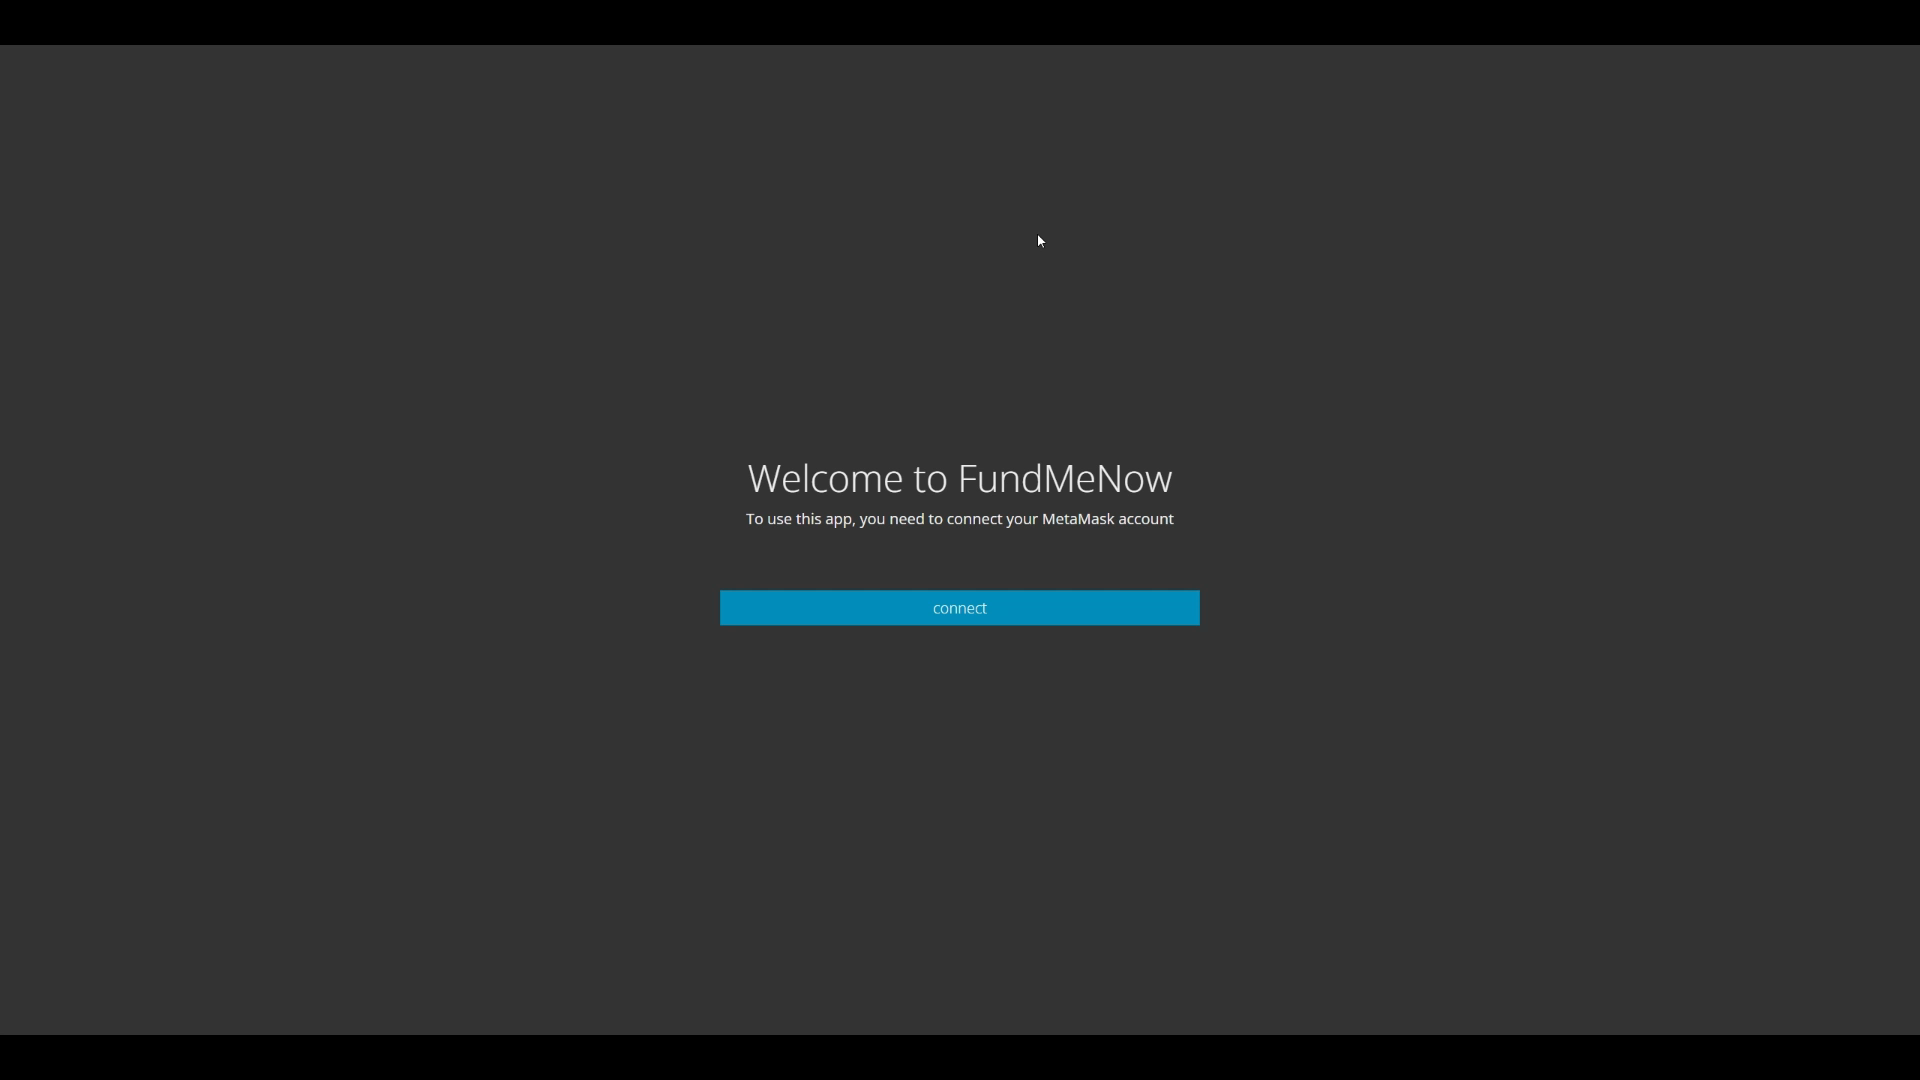 Welcome to FundMeNow
To use this app, you need to connect your MetaMask account
connect